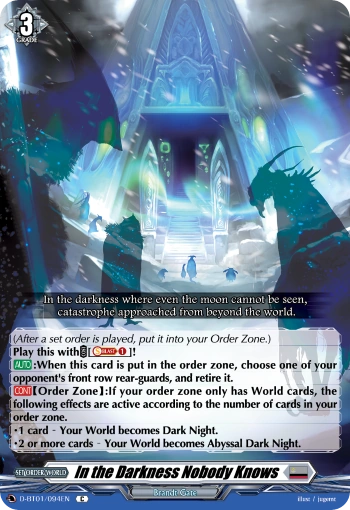 3
GRADE
In the darkness where even the moon cannot be seen,
catastrophe approached from beyond the world.
(After a set order is played, put it into your Order Zone.)
Play this with [BLAST 1]!
AUTO:When this card is put in the order zone, choose one of your
opponent's front row rear-guards, and retire it.
CONT【Order Zone】:If your order zone only has World cards, the
following effects are active according to the number of cards in your
order zone.
•1 card - Your World becomes Dark Night.
•2 or more cards - Your World becomes Abyssal Dark Night.
SET/ORDER/WORLD
In the Darkness Nobody Knows
D-BT01/094EN C
Brandt Gate
illust / jugemt